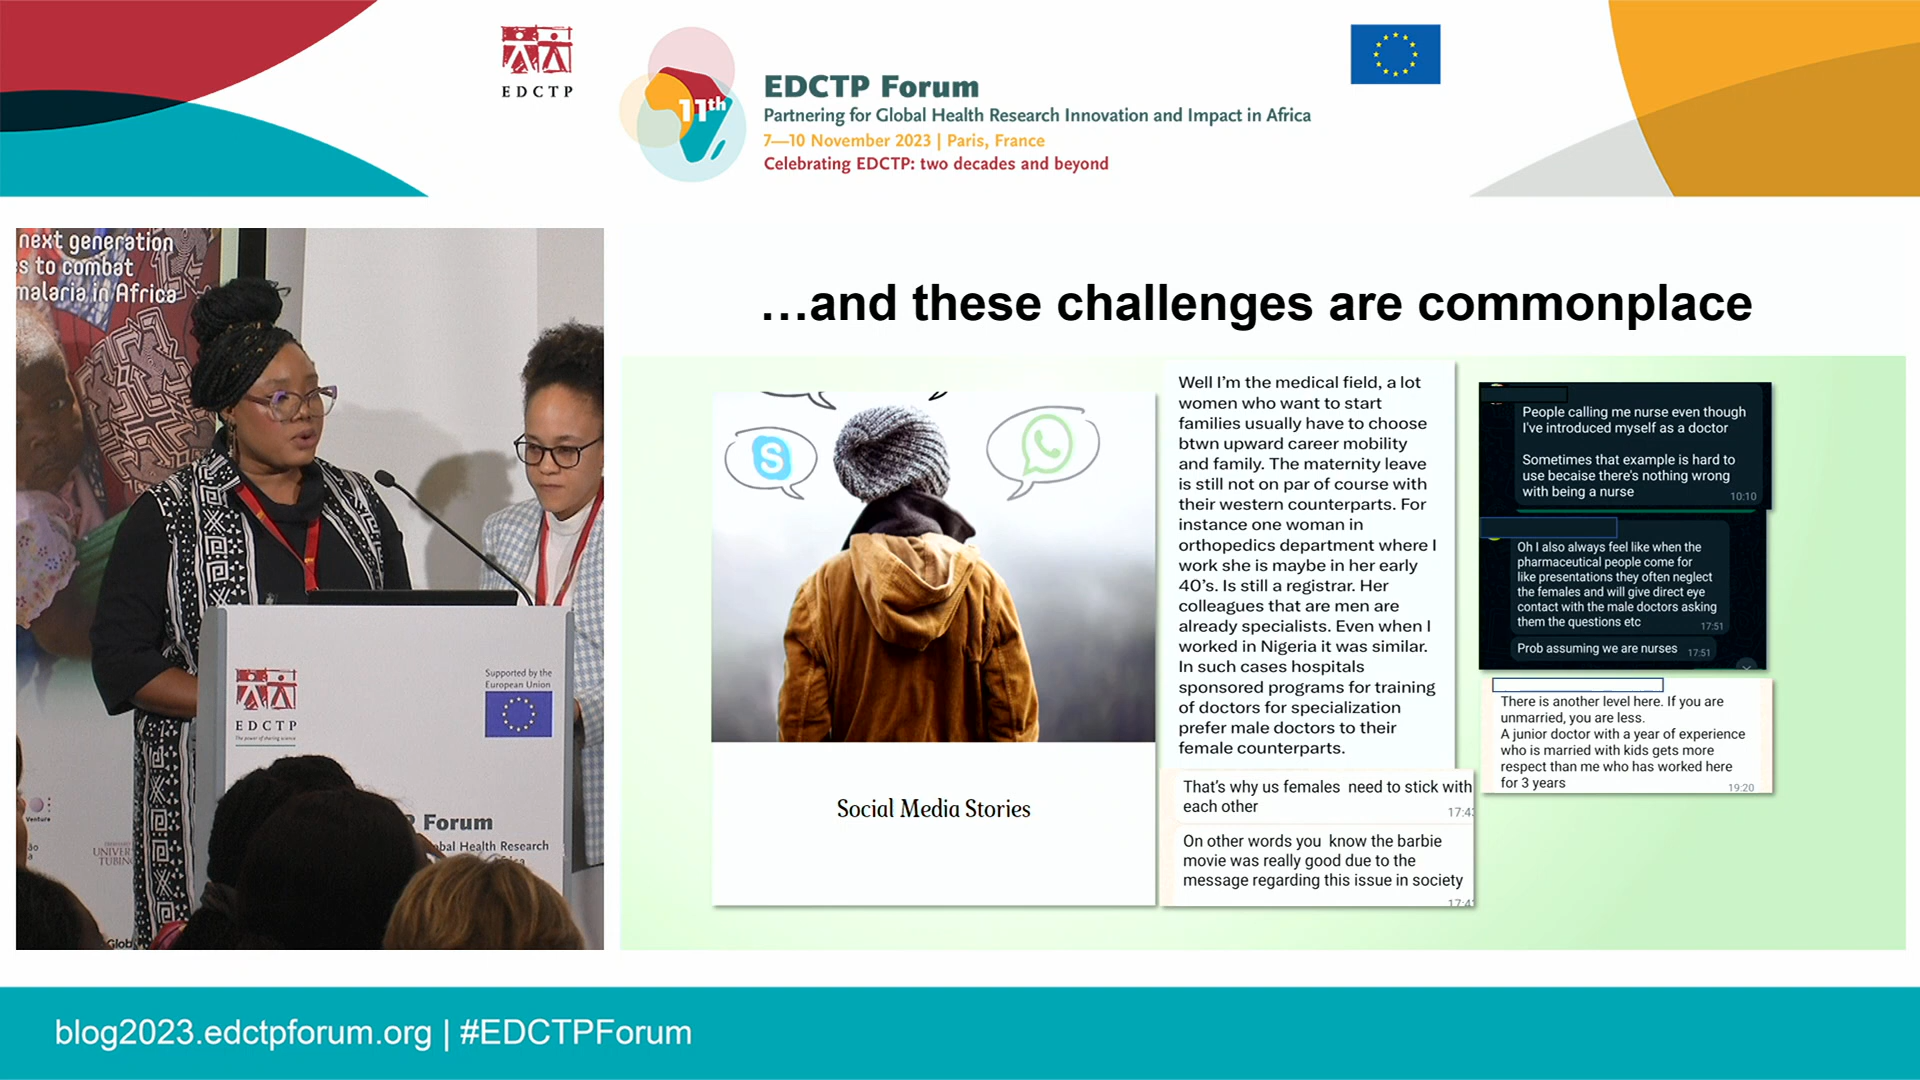 EDCTP
11th
EDCTP Forum
Partnering for Global Health Research Innovation and Impact in Africa
7—10 November 2023 | Paris, France
Celebrating EDCTP: two decades and beyond
next generation
s to combat
malaria in Africa
Supported by the
European Union
EDCTP
The power of sharing science
Forum
bal Health Research
Venture
UNIVER
TUBING
Glob
…and these challenges are commonplace
S
Social Media Stories
Well I'm the medical field, a lot
women who want to start
families usually have to choose
btwn upward career mobility
and family. The maternity leave
is still not on par of course with
their western counterparts. For
instance one woman in
orthopedics department where I
work she is maybe in her early
40's. Is still a registrar. Her
colleagues that are men are
already specialists. Even when I
worked in Nigeria it was similar.
In such cases hospitals
sponsored programs for training
of doctors for specialization
prefer male doctors to their
female counterparts.
That's why us females need to stick with
each other
17:4
On other words you know the barbie
movie was really good due to the
message regarding this issue in society
17:4
People calling me nurse even though
I've introduced myself as a doctor
Sometimes that example is hard to
use becaise there's nothing wrong
with being a nurse
10:10
Oh I also always feel like when the
pharmaceutical people come for
like presentations they often neglect
the females and will give direct eye
contact with the male doctors asking
them the questions etc
17:51
Prob assuming we are nurses 17:51
There is another level here. If you are
unmarried, you are less.
A junior doctor with a year of experience
who is married with kids gets more
respect than me who has worked here
for 3 years
19:20
blog2023.edctpforum.org | #EDCTPForum